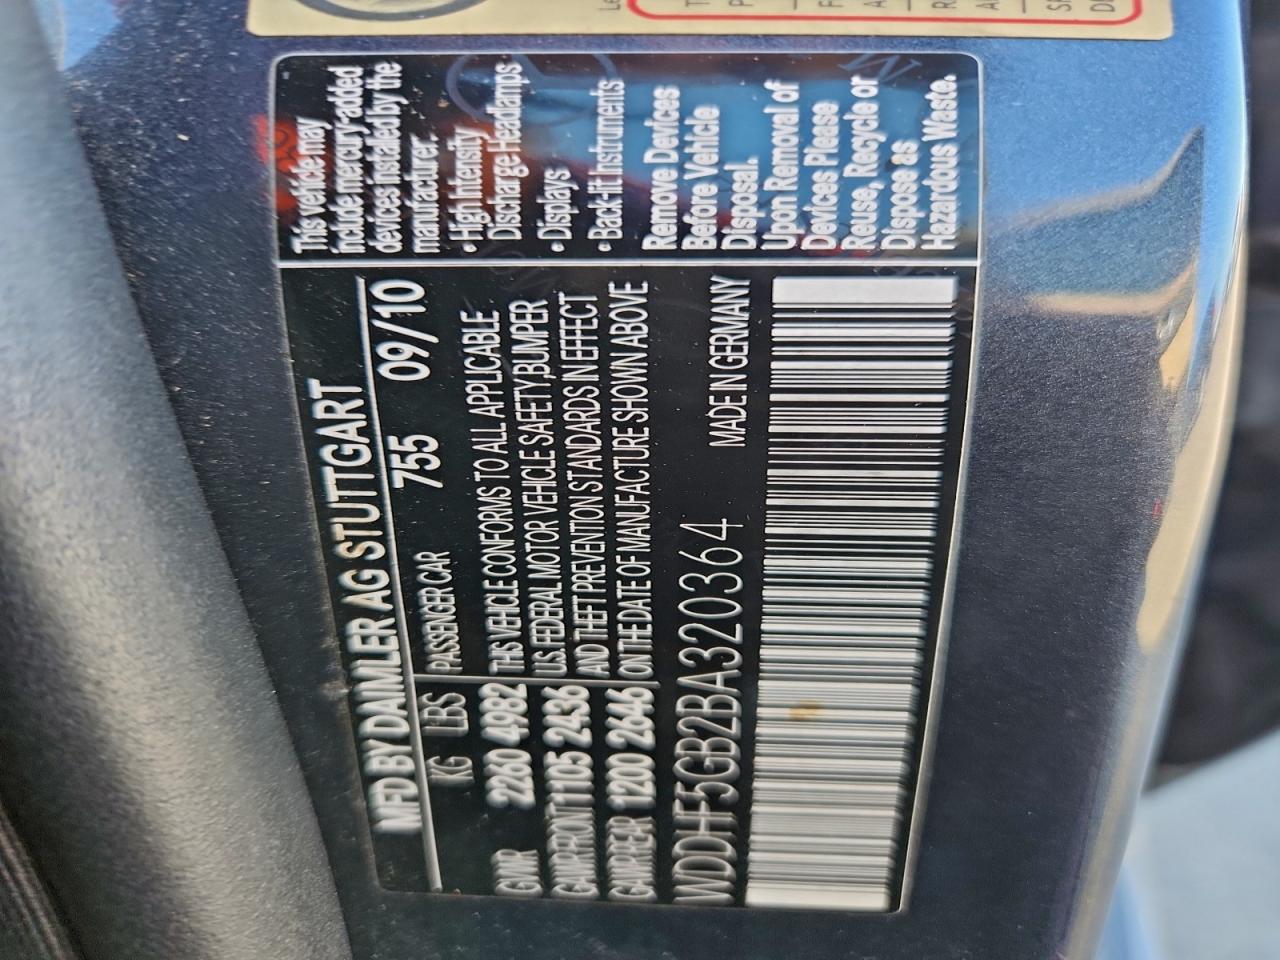 MFD BY DAIMLER AG STUTTGART
KG LBS PASSENGER CAR 755 09/10
GVWR 2260 4982
GAWR FRONT 1105 2436
GAWR REAR 1200 2646
THIS VEHICLE CONFORMS TO ALL APPLICABLE
U.S. FEDERAL MOTOR VEHICLE SAFETY,BUMPER
AND THEFT PREVENTION STANDARDS IN EFFECT
ON THE DATE OF MANUFACTURE SHOWN ABOVE
WDDHF5GB2BA320364 MADE IN GERMANY
This vehicle may
include mercury-added
devices installed by the
manufacturer.
• High Intensity
Discharge Headlamps
• Displays
• Back-lit Instruments
Remove Devices
Before Vehicle
Disposal.
Upon Removal of
Devices Please
Reuse, Recycle or
Dispose as
Hazardous Waste.